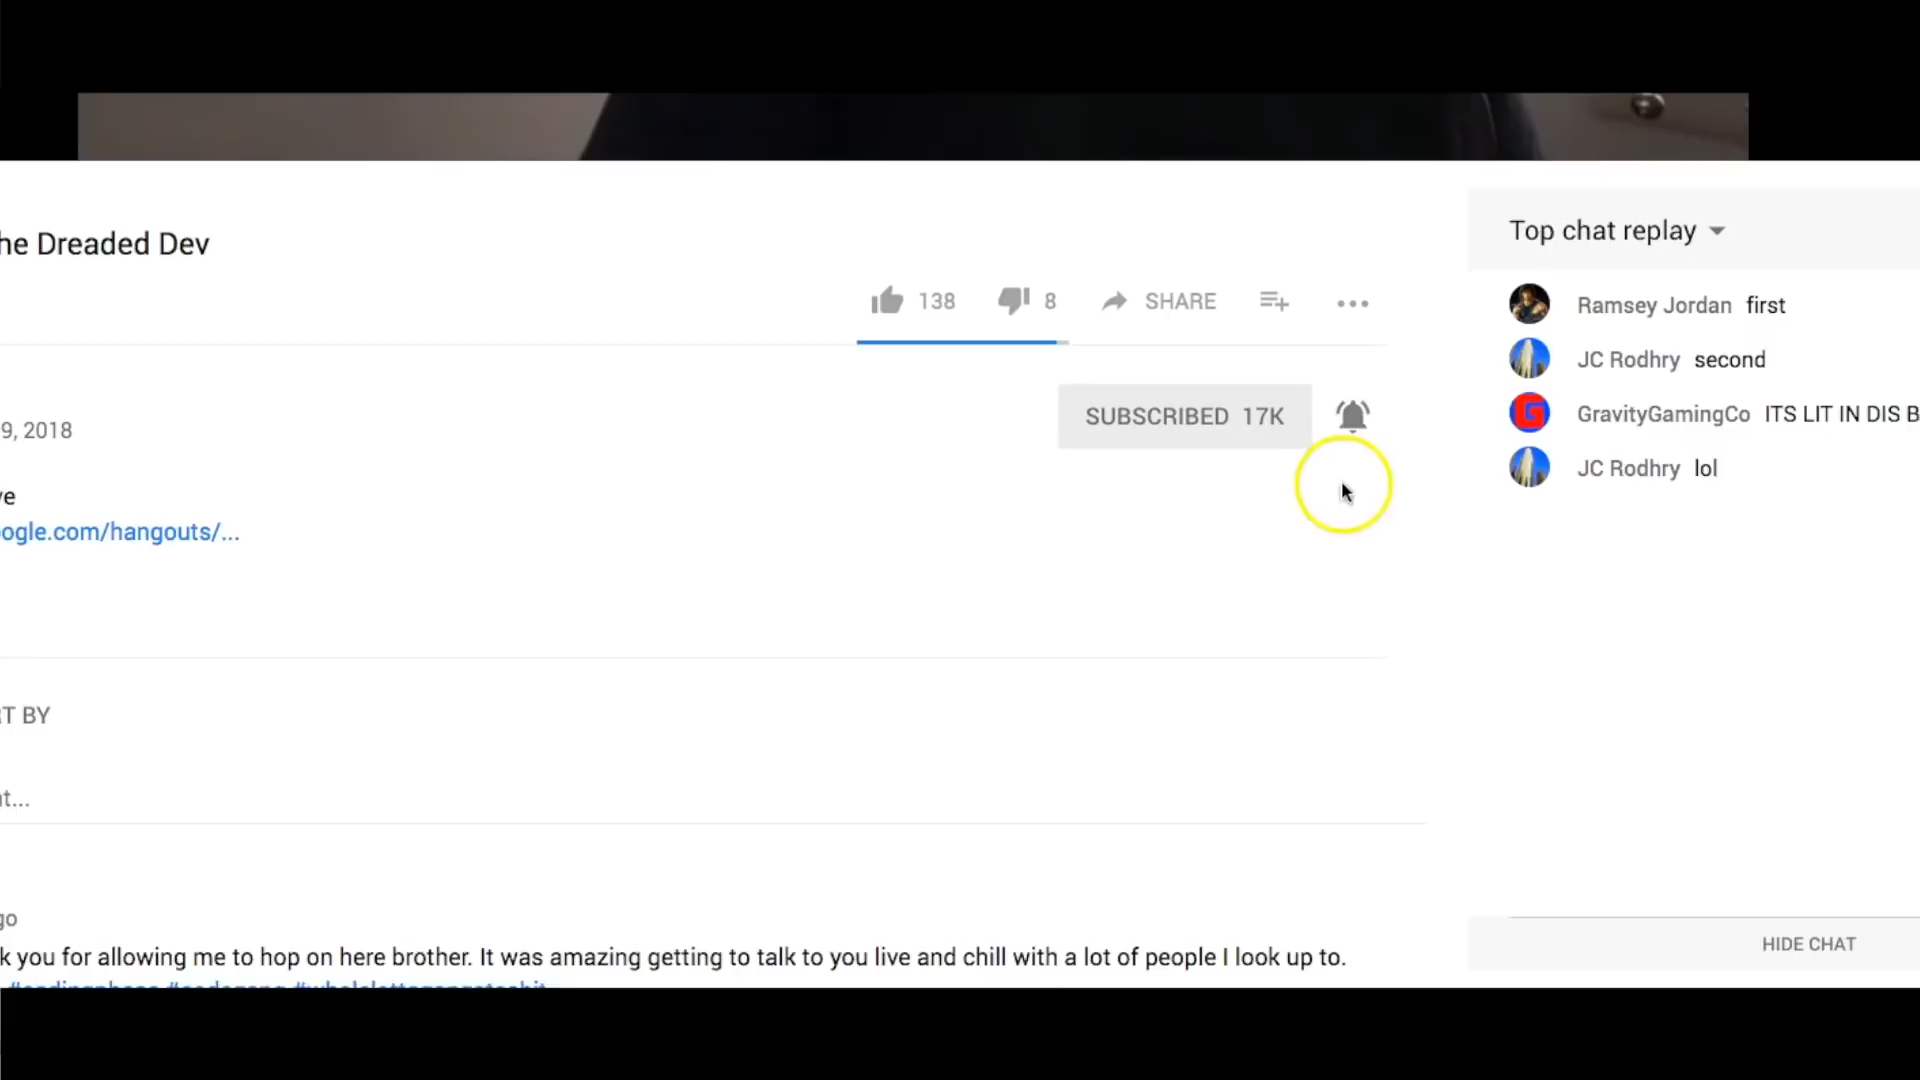 he Dreaded Dev
138 8 SHARE
9, 2018
SUBSCRIBED 17K
ve
ogle.com/hangouts/...
RT BY
nt...
go
k you for allowing me to hop on here brother. It was amazing getting to talk to you live and chill with a lot of people I look up to.
Top chat replay
Ramsey Jordan first
JC Rodhry second
GravityGamingCo ITS LIT IN DIS B
JC Rodhry lol
HIDE CHAT